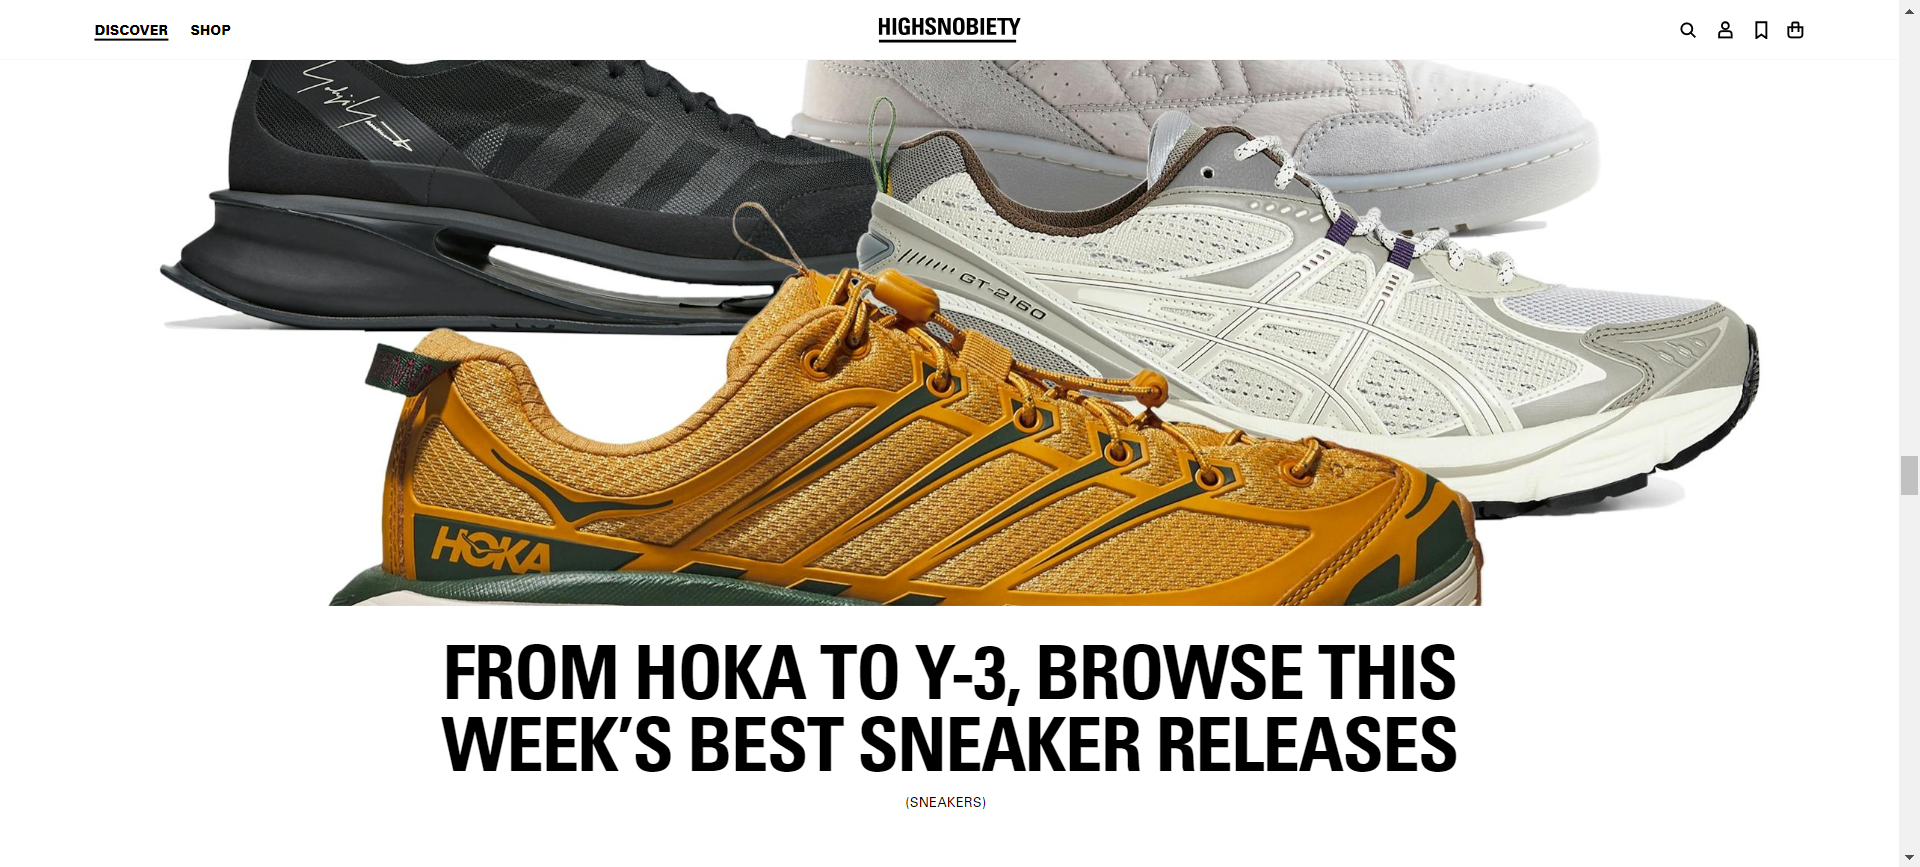 DISCOVER
SHOP
HIGHSNOBIETY
GT-2160
HOKA
FROM HOKA TO Y-3, BROWSE THIS
WEEK’S BEST SNEAKER RELEASES
(SNEAKERS)